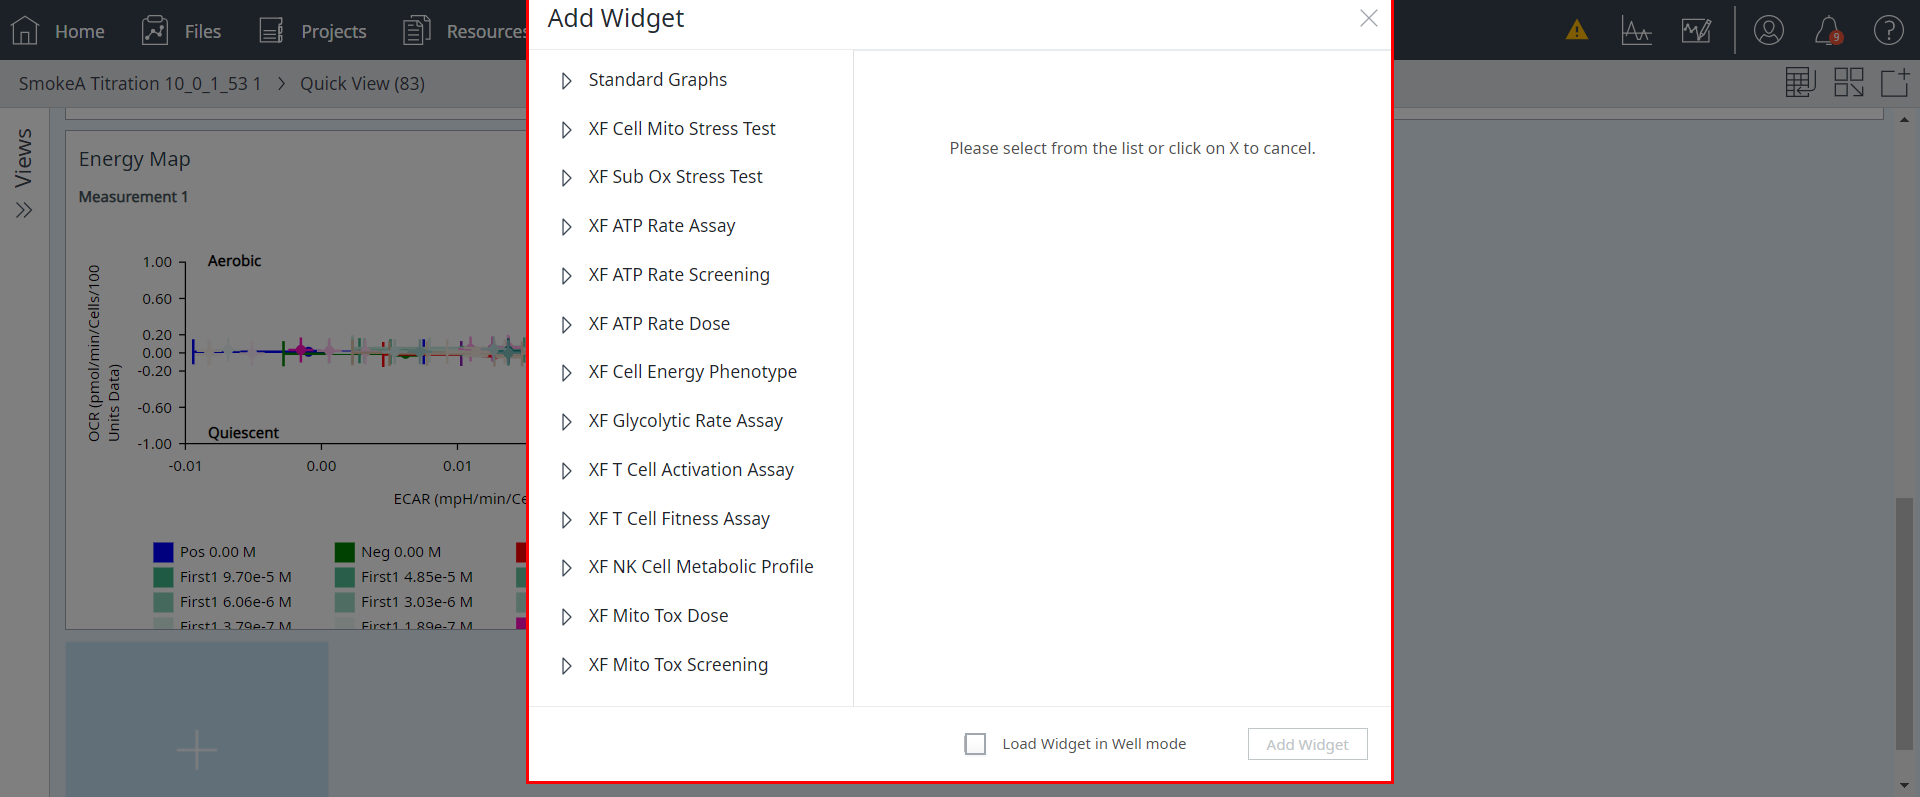 Home
Files
Projects
Resources
9
SmokeA Titration 10_0_1_53 1
Quick View (83)
Views
Energy Map
Measurement 1
OCR (pmol/min/Cells/100
Units Data)
1.00
0.60
0.20
0.00
-0.20
-0.60
-1.00
Aerobic
Quiescent
-0.01
0.00
0.01
ECAR (mpH/min/Ce
Pos 0.00 M
Neg 0.00 M
First1 9.70e-5 M
First1 4.85e-5 M
First1 6.06e-6 M
First1 3.03e-6 M
First1 3.79e-7 M
First1 1.89e-7 M
Add Widget
Standard Graphs
XF Cell Mito Stress Test
XF Sub Ox Stress Test
XF ATP Rate Assay
XF ATP Rate Screening
XF ATP Rate Dose
XF Cell Energy Phenotype
XF Glycolytic Rate Assay
XF T Cell Activation Assay
XF T Cell Fitness Assay
XF NK Cell Metabolic Profile
XF Mito Tox Dose
XF Mito Tox Screening
Please select from the list or click on X to cancel.
Load Widget in Well mode
Add Widget